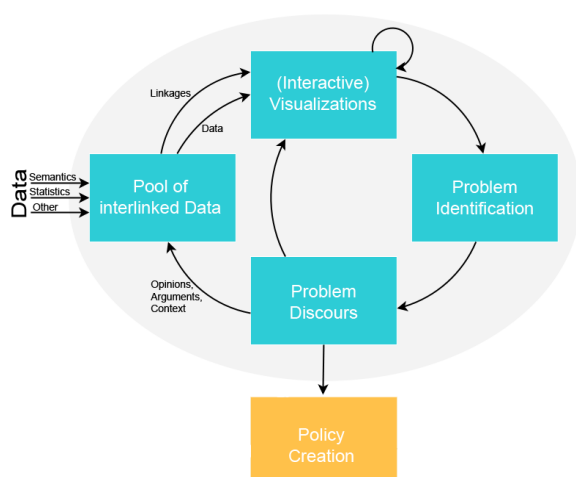 (Interactive)
Visualizations
Linkages
Data
Data
Semantics
Statistics
Other
Pool of
interlinked Data
Problem
Identification
Opinions,
Arguments,
Context
Problem
Discours
Policy
Creation